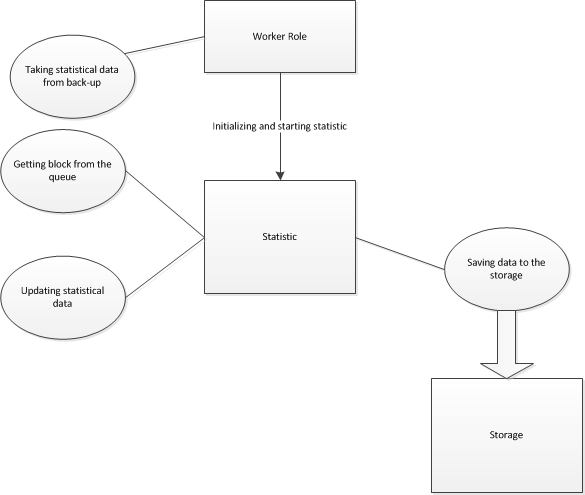 Worker Role
Taking statistical data
from back-up
Initializing and starting statistic
Getting block from the
queue
Statistic
Saving data to the
storage
Updating statistical
data
Storage